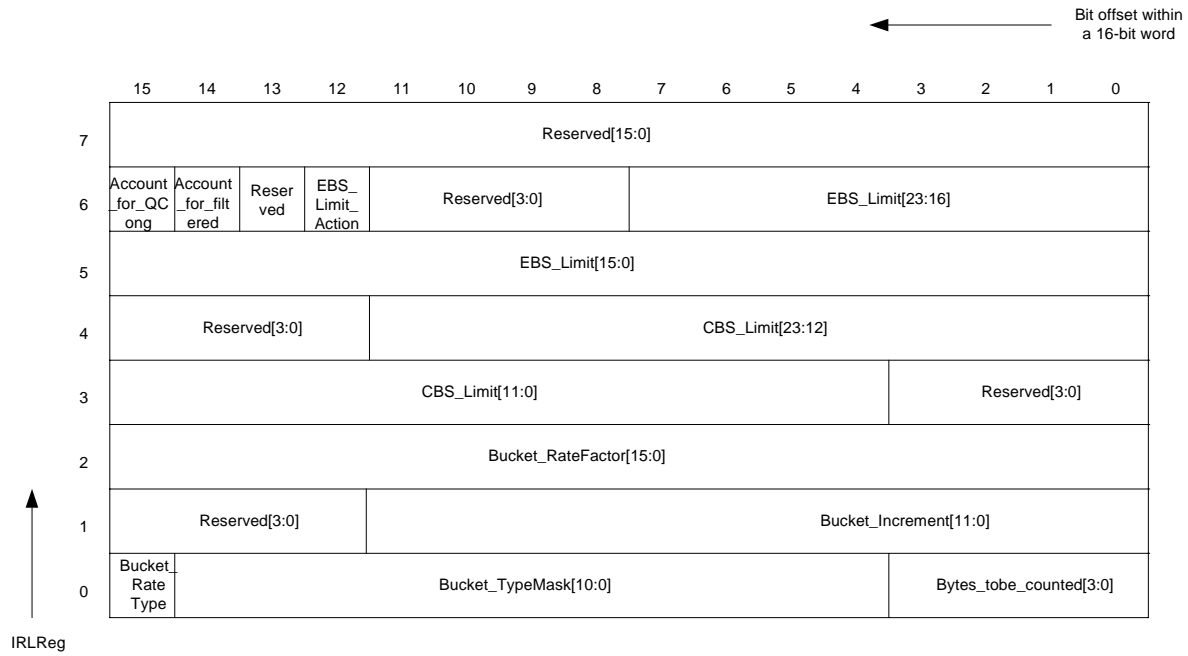 Bit offset within
a 16-bit word
15 14 13 12 11 10 9 8 7 6 5 4 3 2 1 0
7 Reserved[15:0]
6
Account
_for_QC
ong
Account
_for_filt
ered
Reser
ved
EBS_
Limit_
Action
Reserved[3:0]
EBS_Limit[23:16]
5 EBS_Limit[15:0]
4 Reserved[3:0] CBS_Limit[23:12]
3 CBS_Limit[11:0] Reserved[3:0]
2 Bucket_RateFactor[15:0]
1 Reserved[3:0] Bucket_Increment[11:0]
0
Bucket_
Rate
Type
Bucket_TypeMask[10:0]
Bytes_tobe_counted[3:0]
IRLReg